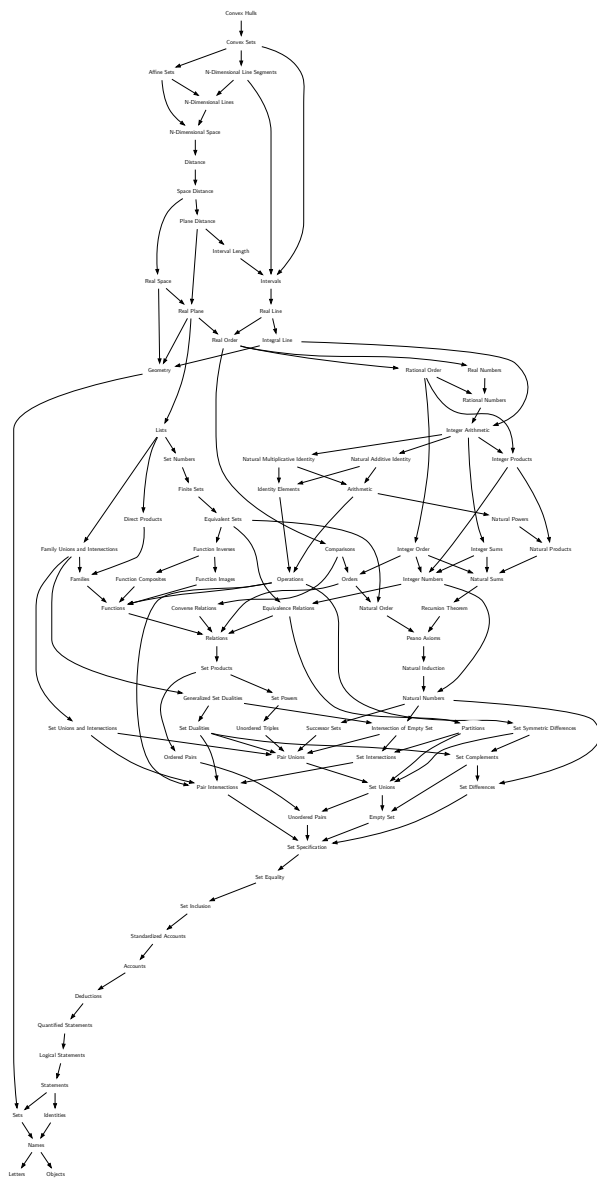 Convex Hulls
Convex Sets
Affine Sets
N-Dimensional Line Segments
N-Dimensional Lines
N-Dimensional Space
Distance
Space Distance
Plane Distance
Interval Length
Real Space
Intervals
Real Plane
Real Line
Real Order
Integral Line
Geometry
Rational Order
Real Numbers
Rational Numbers
Lists
Integer Arithmetic
Set Numbers
Natural Multiplicative Identity
Natural Additive Identity
Integer Products
Finite Sets
Identity Elements
Arithmetic
Direct Products
Equivalent Sets
Natural Powers
Family Unions and Intersections
Function Inverses
Comparisons
Integer Order
Integer Sums
Natural Products
Families
Function Composites
Function Images
Operations
Orders
Integer Numbers
Natural Sums
Functions
Converse Relations
Equivalence Relations
Natural Order
Recursion Theorem
Relations
Peano Axioms
Set Products
Natural Induction
Generalized Set Dualities
Set Powers
Natural Numbers
Set Unions and Intersections
Set Dualities
Unordered Triples
Successor Sets
Intersection of Empty Set
Partitions
Set Symmetric Differences
Ordered Pairs
Pair Unions
Set Intersections
Set Complements
Pair Intersections
Set Unions
Set Differences
Unordered Pairs
Empty Set
Set Specification
Set Equality
Set Inclusion
Standardized Accounts
Accounts
Deductions
Quantified Statements
Logical Statements
Statements
Sets
Identities
Names
Letters
Objects